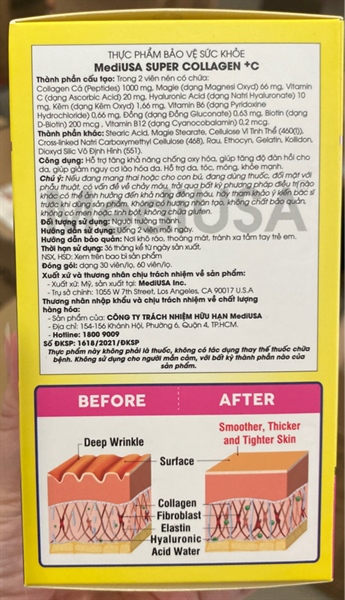 THỰC PHẨM BẢO VỆ SỨC KHỎE
MediUSA SUPER COLLAGEN +C
Thành phần cấu tạo: Trong 2 viên nén có chứa:
Collagen Cá (Peptides) 1000 mg, Magie (dạng Magnesi Oxyd) 66 mg, Vitamin
C (dạng Ascorbic Acid) 20 mg, Hyaluronic Acid (dạng Natri Hyaluronate) 10
mg, Kẽm (dạng Kẽm Oxyd) 1,66 mg, Vitamin B6 (dạng Pyridoxine
Hydrochloride) 0,66 mg, Đồng (dạng Đồng Gluconate) 0,63 mg, Biotin (dạng
D-Biotin) 200 mcg, Vitamin B12 (dạng Cyanocobalamin) 0,2 mcg.
Thành phần khác: Stearic Acid, Magie Stearate, Cellulose Vi Tinh Thể (460(i)),
Cross-linked Natri Carboxymethyl Cellulose (468), Rau, Ethocyn, Gelatin, Kolidon,
Dioxyd Silic Vô Định Hình (551).
Công dụng: Hỗ trợ tăng khả năng chống oxy hóa, giúp tăng độ đàn hồi cho
da, giúp giảm nguy cơ lão hóa da. Hỗ trợ da, tóc, móng, khỏe mạnh.
Chú ý: Nếu đang mang thai hoặc cho con bú, đang dùng thuốc, đối mặt với
phẫu thuật, có vấn đề về chảy máu, trải qua bất kỳ phương pháp điều trị nào
khác có thể ảnh hưởng đến khả năng đông máu, hãy tham khảo ý kiến bác sĩ
trước khi dùng sản phẩm. Không có hương nhân tạo, không chất bảo quản,
không có men hoặc tinh bột, không chứa gluten.
Đối tượng sử dụng: Người trưởng thành.
Hướng dẫn sử dụng: Uống 2 viên mỗi ngày.
Hướng dẫn bảo quản: Nơi khô ráo, thoáng mát, tránh xa tầm tay trẻ em.
Thời hạn sử dụng: 36 tháng kể từ ngày sản xuất.
NSX, HSD: Xem trên bao bì sản phẩm
Đóng gói: dạng 30 viên/lọ, 60 viên/lọ.
Xuất xứ và thương nhân chịu trách nhiệm về sản phẩm:
- Xuất xứ: Mỹ, sản xuất tại: MediUSA Inc.
- Trụ sở chính: 1055 W 7th Street, Los Angeles, CA 90017 U.S.A
Thương nhân nhập khẩu và chịu trách nhiệm về chất lượng
hàng hóa:
- Sản phẩm của: CÔNG TY TRÁCH NHIỆM HỮU HẠN MediUSA
- Địa chỉ: 154-156 Khánh Hội, Phường 6, Quận 4, TP.HCM.
- Hotline: 1800 9009
Số ĐKSP: 1618/2021/ĐKSP
Thực phẩm này không phải là thuốc, không có tác dụng thay thế thuốc chữa
bệnh. Không sử dụng cho người mẫn cảm, với bất kỳ thành phần nào của
sản phẩm.
MediUSA
BEFORE
AFTER
Deep Wrinkle
Smoother, Thicker
and Tighter Skin
Surface
Collagen
Fibroblast
Elastin
Hyaluronic
Acid Water